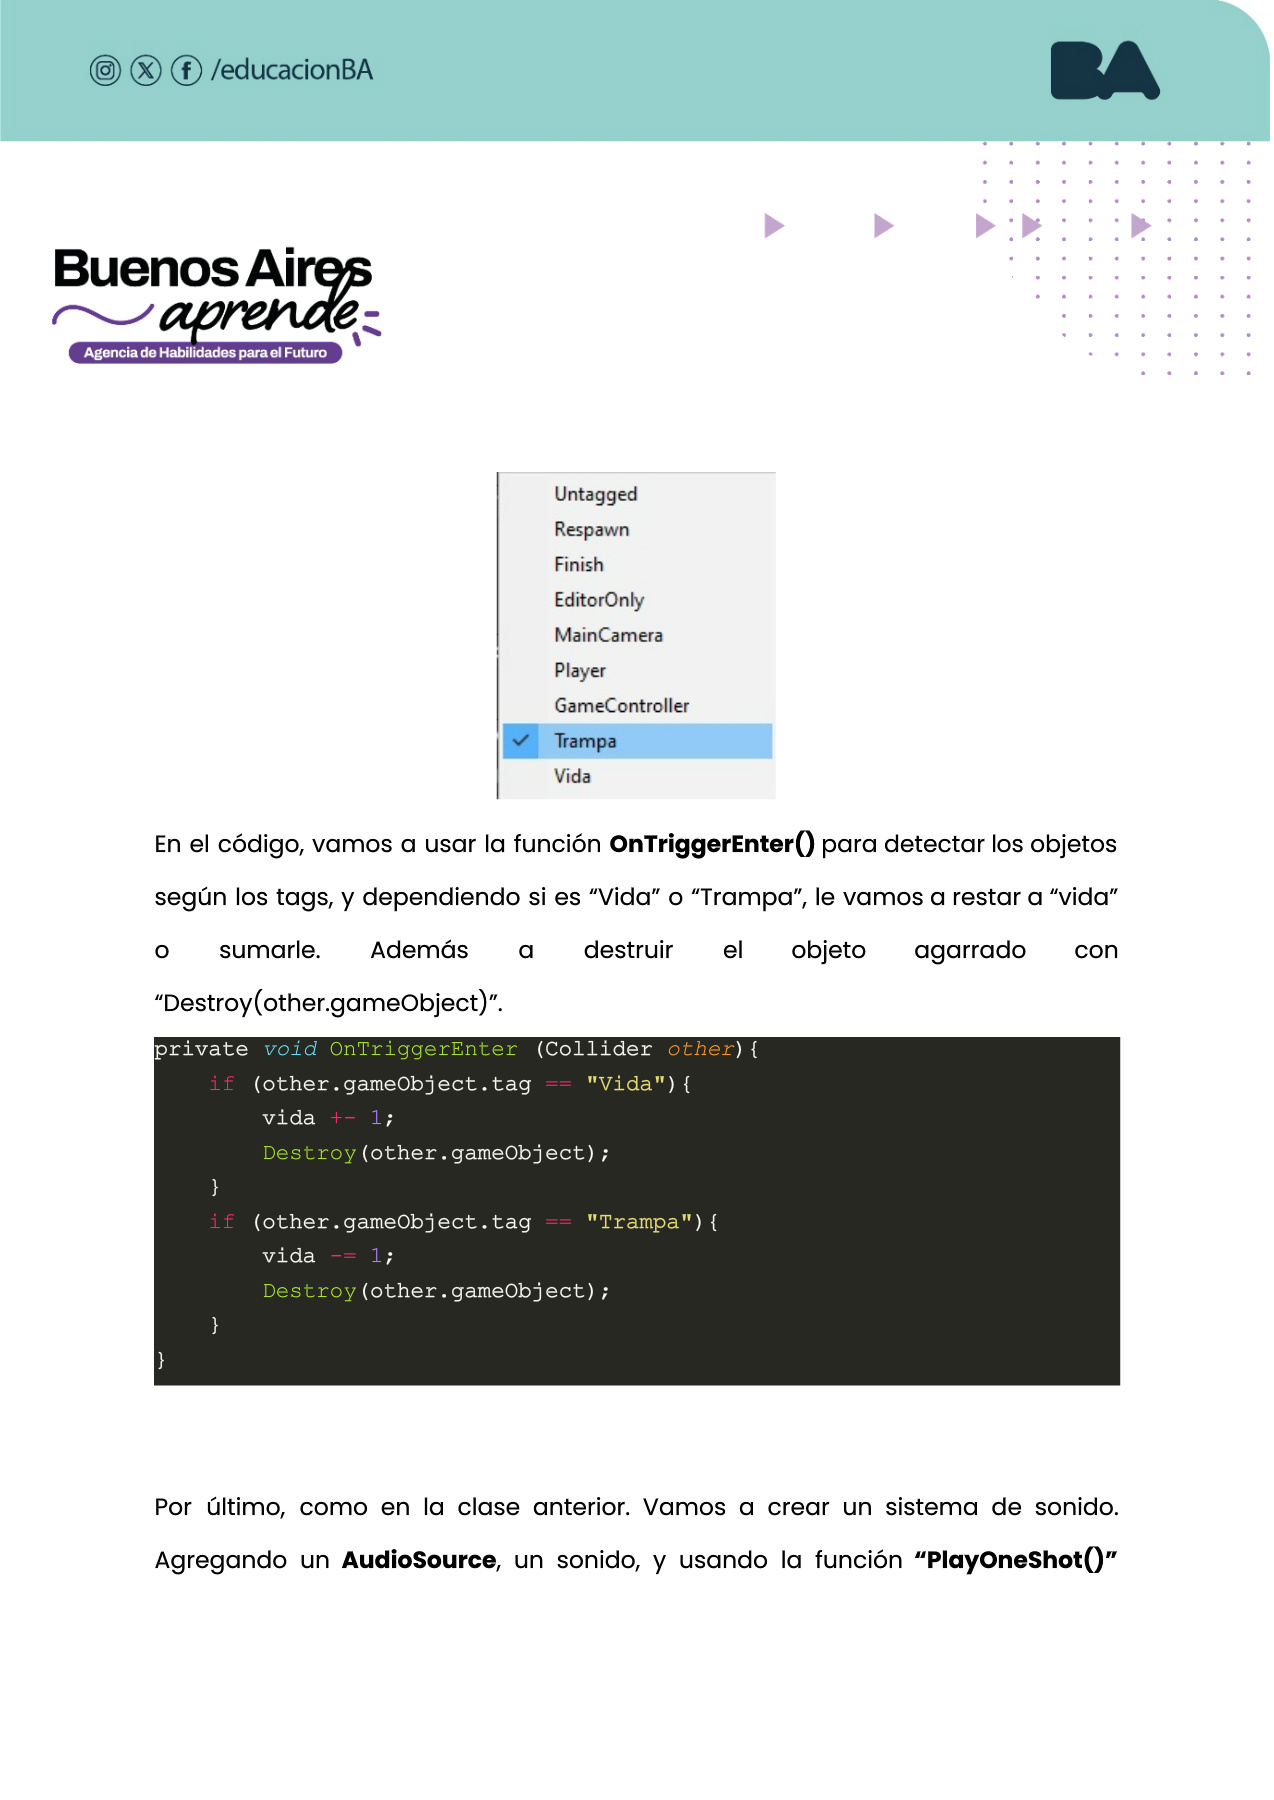 /educacionBA
BA
Buenos Aires
aprende
Agencia de Habilidades para el Futuro
Untagged
Respawn
Finish
EditorOnly
MainCamera
Player
GameController
Trampa
Vida
En el código, vamos a usar la función OnTriggerEnter() para detectar los objetos
según los tags, y dependiendo si es “Vida” o “Trampa”, le vamos a restar a “vida”
o sumarle. Además a destruir el objeto agarrado con
“Destroy(other.gameObject)”.
private void OnTriggerEnter (Collider other){
    if (other.gameObject.tag == "Vida"){
        vida +- 1;
        Destroy(other.gameObject);
    }
    if (other.gameObject.tag == "Trampa"){
        vida -= 1;
        Destroy(other.gameObject);
    }
}
Por último, como en la clase anterior. Vamos a crear un sistema de sonido.
Agregando un AudioSource, un sonido, y usando la función “PlayOneShot()”